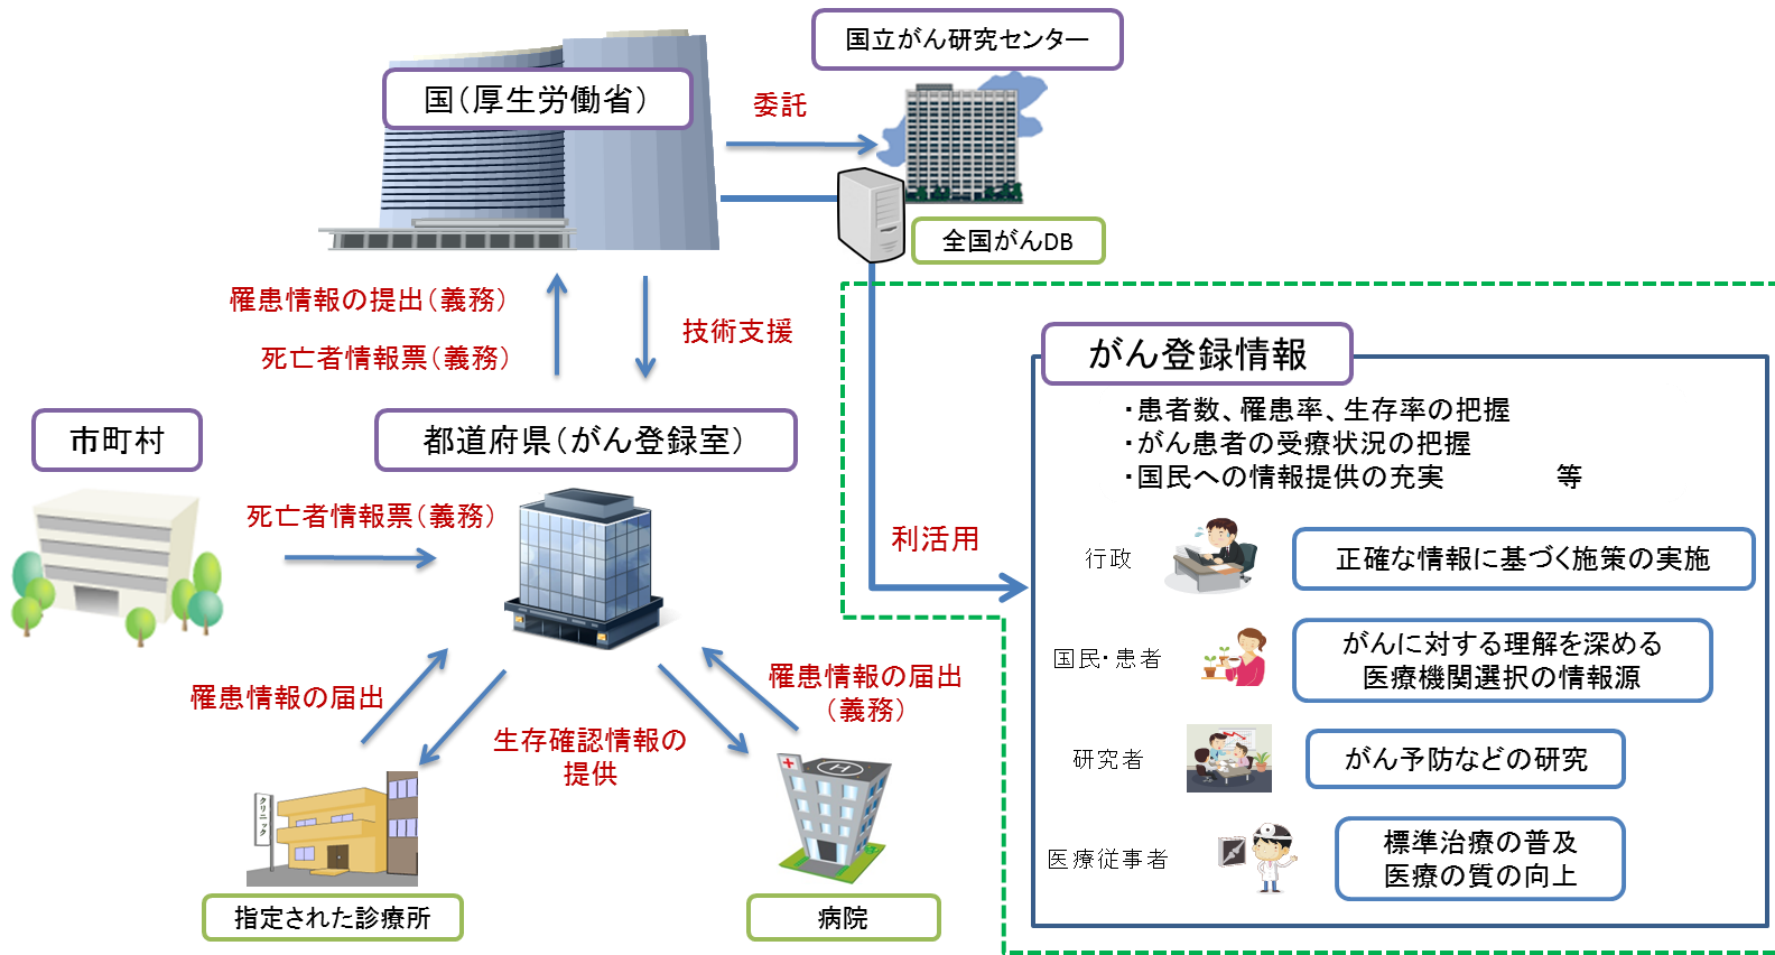 国立がん研究センター
国（厚生労働省）
委託
全国がんDB
罹患情報の提出（義務）
死亡者情報票（義務）
技術支援
市町村
都道府県（がん登録室）
死亡者情報票（義務）
罹患情報の届出
生存確認情報の
提供
罹患情報の届出
（義務）
クリニック
H
指定された診療所
病院
利活用
がん登録情報
・患者数、罹患率、生存率の把握
・がん患者の受療状況の把握
・国民への情報提供の充実　　　　等
行政
正確な情報に基づく施策の実施
国民・患者
がんに対する理解を深める
医療機関選択の情報源
研究者
がん予防などの研究
医療従事者
標準治療の普及
医療の質の向上